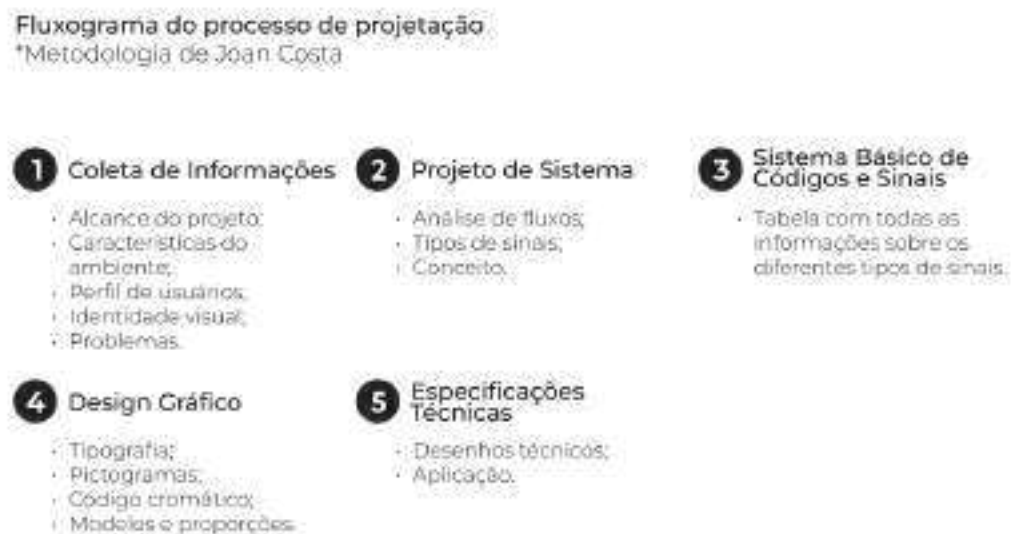 Fluxograma do processo de projetação
*Metodologia de Joan Costa
1 Coleta de Informações
· Alcance do projeto;
· Características do
ambiente;
· Perfil de usuários;
· Identidade visual;
· Problemas.
2 Projeto de Sistema
· Análise de fluxos;
· Tipos de sinais;
· Conceito.
3 Sistema Básico de
Códigos e Sinais
· Tabela com todas as
informações sobre os
diferentes tipos de sinais.
4 Design Gráfico
· Tipografia;
· Pictogramas;
· Código cromático;
· Modelos e proporções.
5 Especificações
Técnicas
· Desenhos técnicos;
· Aplicação.